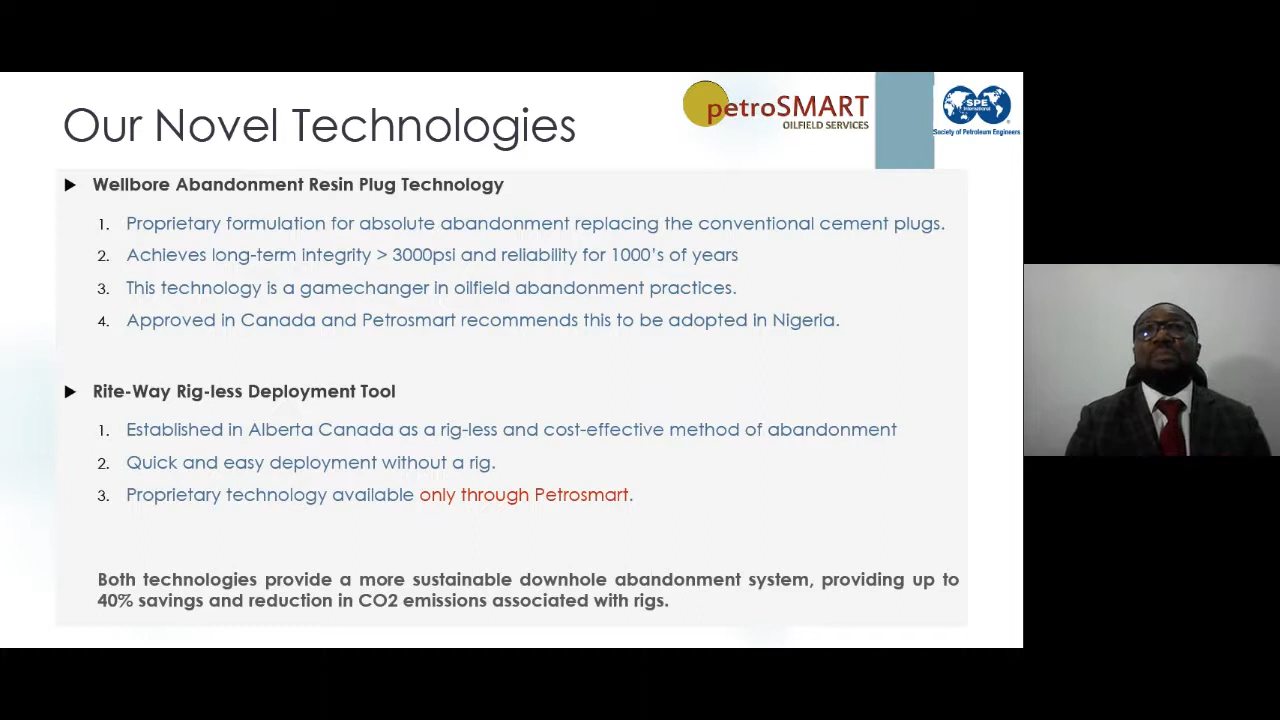 Our Novel Technologies
petroSMART
OILFIELD SERVICES
SPE
International
Society of Petroleum Engineers
Wellbore Abandonment Resin Plug Technology
1. Proprietary formulation for absolute abandonment replacing the conventional cement plugs.
2. Achieves long-term integrity > 3000psi and reliability for 1000's of years
3. This technology is a gamechanger in oilfield abandonment practices.
4. Approved in Canada and Petrosmart recommends this to be adopted in Nigeria.
Rite-Way Rig-less Deployment Tool
1. Established in Alberta Canada as a rig-less and cost-effective method of abandonment
2. Quick and easy deployment without a rig.
3. Proprietary technology available only through Petrosmart.
Both technologies provide a more sustainable downhole abandonment system, providing up to
40% savings and reduction in CO2 emissions associated with rigs.